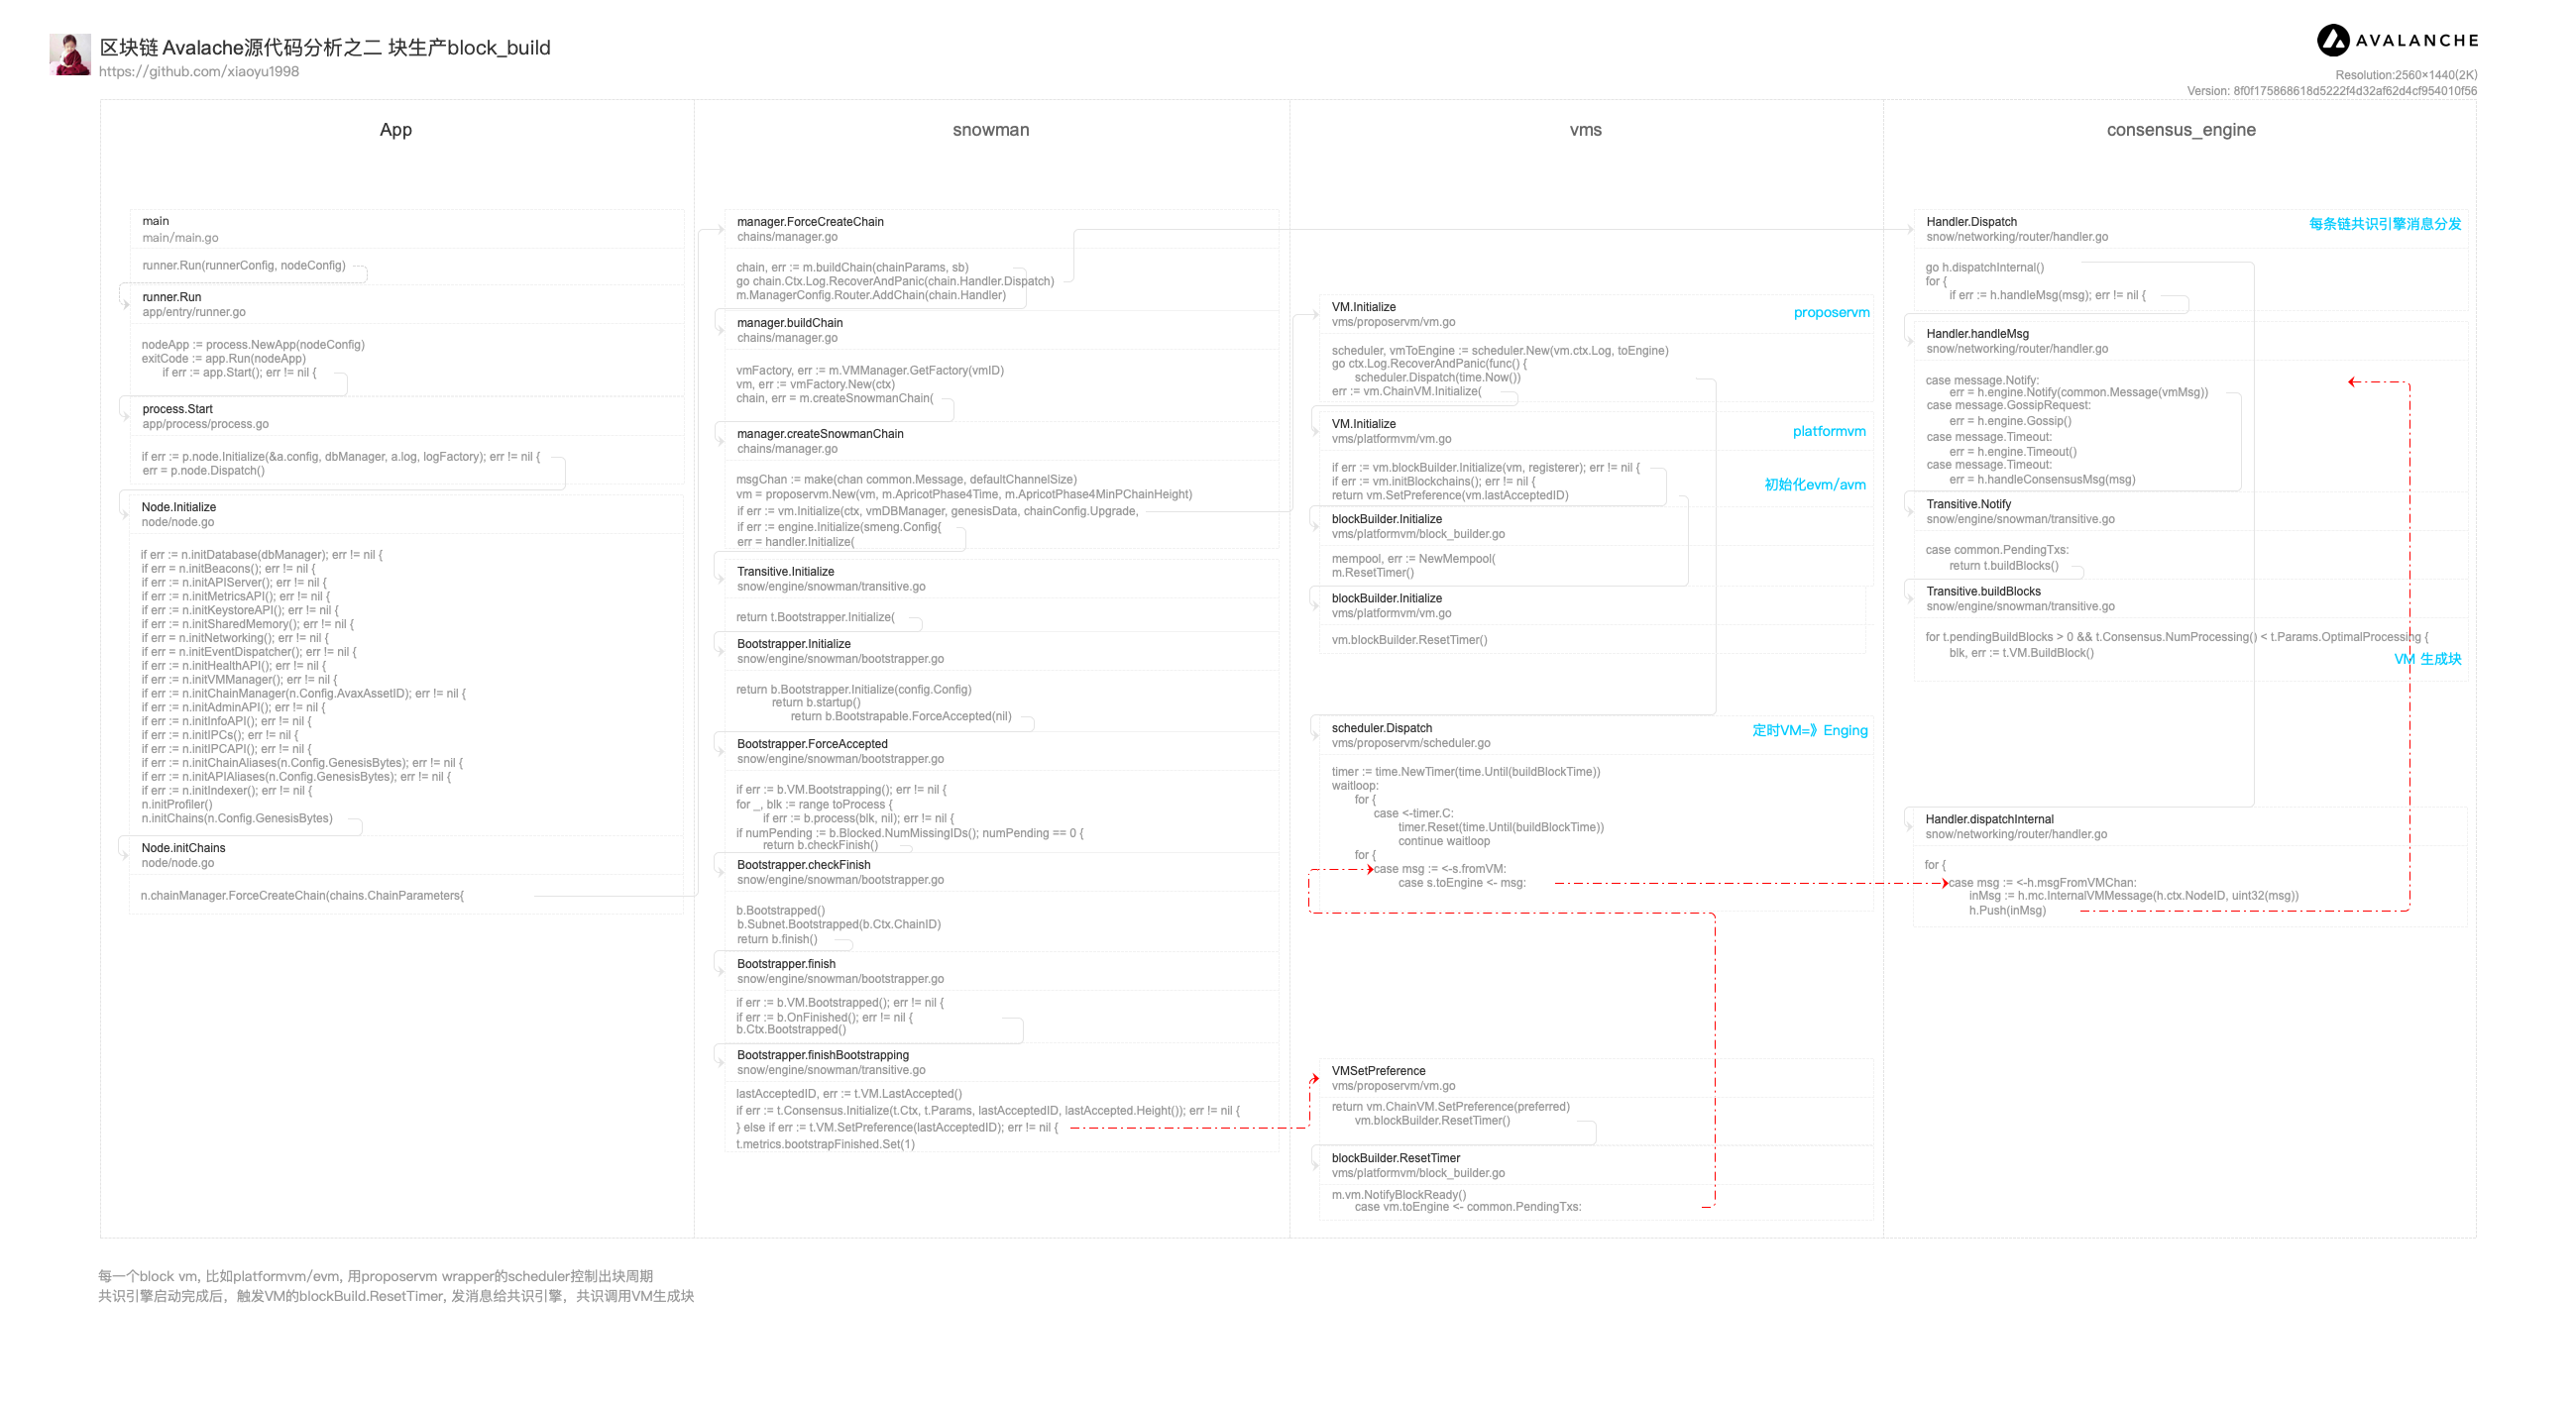 区块链 Avalache源代码分析之二 块生产block_build
https://github.com/xiaoyu1998
AVALANCHE
Resolution:2560×1440(2K)
Version: 8f0f175868618d5222f4d32af62d4cf954010f56
App
main
main/main.go
runner.Run(runnerConfig, nodeConfig)
runner.Run
app/entry/runner.go
nodeApp := process.NewApp(nodeConfig)
exitCode := app.Run(nodeApp)
if err := app.Start(); err != nil {
process.Start
app/process/process.go
if err := p.node.Initialize(&a.config, dbManager, a.log, logFactory); err != nil {
err = p.node.Dispatch()
Node.Initialize
node/node.go
if err := n.initDatabase(dbManager); err != nil {
if err = n.initBeacons(); err != nil {
if err := n.initAPIServer(); err != nil {
if err := n.initMetricsAPI(); err != nil {
if err := n.initKeystoreAPI(); err != nil {
if err := n.initSharedMemory(); err != nil {
if err = n.initNetworking(); err != nil {
if err = n.initEventDispatcher(); err != nil {
if err := n.initHealthAPI(); err != nil {
if err := n.initVMManager(); err != nil {
if err := n.initChainManager(n.Config.AvaxAssetID); err != nil {
if err := n.initAdminAPI(); err != nil {
if err := n.initInfoAPI(); err != nil {
if err := n.initIPCs(); err != nil {
if err := n.initIPCAPI(); err != nil {
if err := n.initChainAliases(n.Config.GenesisBytes); err != nil {
if err := n.initAPIAliases(n.Config.GenesisBytes); err != nil {
if err := n.initIndexer(); err != nil {
n.initProfiler()
n.initChains(n.Config.GenesisBytes)
Node.initChains
node/node.go
n.chainManager.ForceCreateChain(chains.ChainParameters{
snowman
manager.ForceCreateChain
chains/manager.go
chain, err := m.buildChain(chainParams, sb)
go chain.Ctx.Log.RecoverAndPanic(chain.Handler.Dispatch)
m.ManagerConfig.Router.AddChain(chain.Handler)
manager.buildChain
chains/manager.go
vmFactory, err := m.VMManager.GetFactory(vmID)
vm, err := vmFactory.New(ctx)
chain, err = m.createSnowmanChain(
manager.createSnowmanChain
chains/manager.go
msgChan := make(chan common.Message, defaultChannelSize)
vm = proposervm.New(vm, m.ApricotPhase4Time, m.ApricotPhase4MinPChainHeight)
if err := vm.Initialize(ctx, vmDBManager, genesisData, chainConfig.Upgrade,
if err := engine.Initialize(smeng.Config{
err = handler.Initialize(
Transitive.Initialize
snow/engine/snowman/transitive.go
return t.Bootstrapper.Initialize(
Bootstrapper.Initialize
snow/engine/snowman/bootstrapper.go
return b.Bootstrapper.Initialize(config.Config)
return b.startup()
return b.Bootstrapable.ForceAccepted(nil)
Bootstrapper.ForceAccepted
snow/engine/snowman/bootstrapper.go
if err := b.VM.Bootstrapping(); err != nil {
for _, blk := range toProcess {
if err := b.process(blk, nil); err != nil {
if numPending := b.Blocked.NumMissingIDs(); numPending == 0 {
return b.checkFinish()
Bootstrapper.checkFinish
snow/engine/snowman/bootstrapper.go
b.Bootstrapped()
b.Subnet.Bootstrapped(b.Ctx.ChainID)
return b.finish()
Bootstrapper.finish
snow/engine/snowman/bootstrapper.go
if err := b.VM.Bootstrapped(); err != nil {
if err := b.OnFinished(); err != nil {
b.Ctx.Bootstrapped()
Bootstrapper.finishBootstrapping
snow/engine/snowman/transitive.go
lastAcceptedID, err := t.VM.LastAccepted()
if err := t.Consensus.Initialize(t.Ctx, t.Params, lastAcceptedID, lastAccepted.Height()); err != nil {
} else if err := t.VM.SetPreference(lastAcceptedID); err != nil {
t.metrics.bootstrapFinished.Set(1)
vms
VM.Initialize
vms/proposervm/vm.go
proposervm
scheduler, vmToEngine := scheduler.New(vm.ctx.Log, toEngine)
go ctx.Log.RecoverAndPanic(func() {
scheduler.Dispatch(time.Now())
err := vm.ChainVM.Initialize(
VM.Initialize
vms/platformvm/vm.go
platformvm
if err := vm.blockBuilder.Initialize(vm, registerer); err != nil {
if err := vm.initBlockchains(); err != nil {
初始化evm/avm
return vm.SetPreference(vm.lastAcceptedID)
blockBuilder.Initialize
vms/platformvm/block_builder.go
mempool, err := NewMempool(
m.ResetTimer()
blockBuilder.Initialize
vms/platformvm/vm.go
vm.blockBuilder.ResetTimer()
scheduler.Dispatch
vms/proposervm/scheduler.go
定时VM=》Enging
timer := time.NewTimer(time.Until(buildBlockTime))
waitloop:
for {
case <-timer.C:
timer.Reset(time.Until(buildBlockTime))
continue waitloop
for {
case msg := <-s.fromVM:
case s.toEngine <- msg:
VMSetPreference
vms/proposervm/vm.go
return vm.ChainVM.SetPreference(preferred)
vm.blockBuilder.ResetTimer()
blockBuilder.ResetTimer
vms/platformvm/block_builder.go
m.vm.NotifyBlockReady()
case vm.toEngine <- common.PendingTxs:
consensus_engine
Handler.Dispatch
snow/networking/router/handler.go
每条链共识引擎消息分发
go h.dispatchInternal()
for {
if err := h.handleMsg(msg); err != nil {
Handler.handleMsg
snow/networking/router/handler.go
case message.Notify:
err = h.engine.Notify(common.Message(vmMsg))
case message.GossipRequest:
err = h.engine.Gossip()
case message.Timeout:
err = h.engine.Timeout()
case message.Timeout:
err = h.handleConsensusMsg(msg)
Transitive.Notify
snow/engine/snowman/transitive.go
case common.PendingTxs:
return t.buildBlocks()
Transitive.buildBlocks
snow/engine/snowman/transitive.go
for t.pendingBuildBlocks > 0 && t.Consensus.NumProcessing() < t.Params.OptimalProcessing {
blk, err := t.VM.BuildBlock()
VM 生成块
Handler.dispatchInternal
snow/networking/router/handler.go
for {
case msg := <-h.msgFromVMChan:
inMsg := h.mc.InternalVMMessage(h.ctx.NodeID, uint32(msg))
h.Push(inMsg)
每一个block vm, 比如platformvm/evm, 用proposervm wrapper的scheduler控制出块周期
共识引擎启动完成后，触发VM的blockBuild.ResetTimer, 发消息给共识引擎，共识调用VM生成块